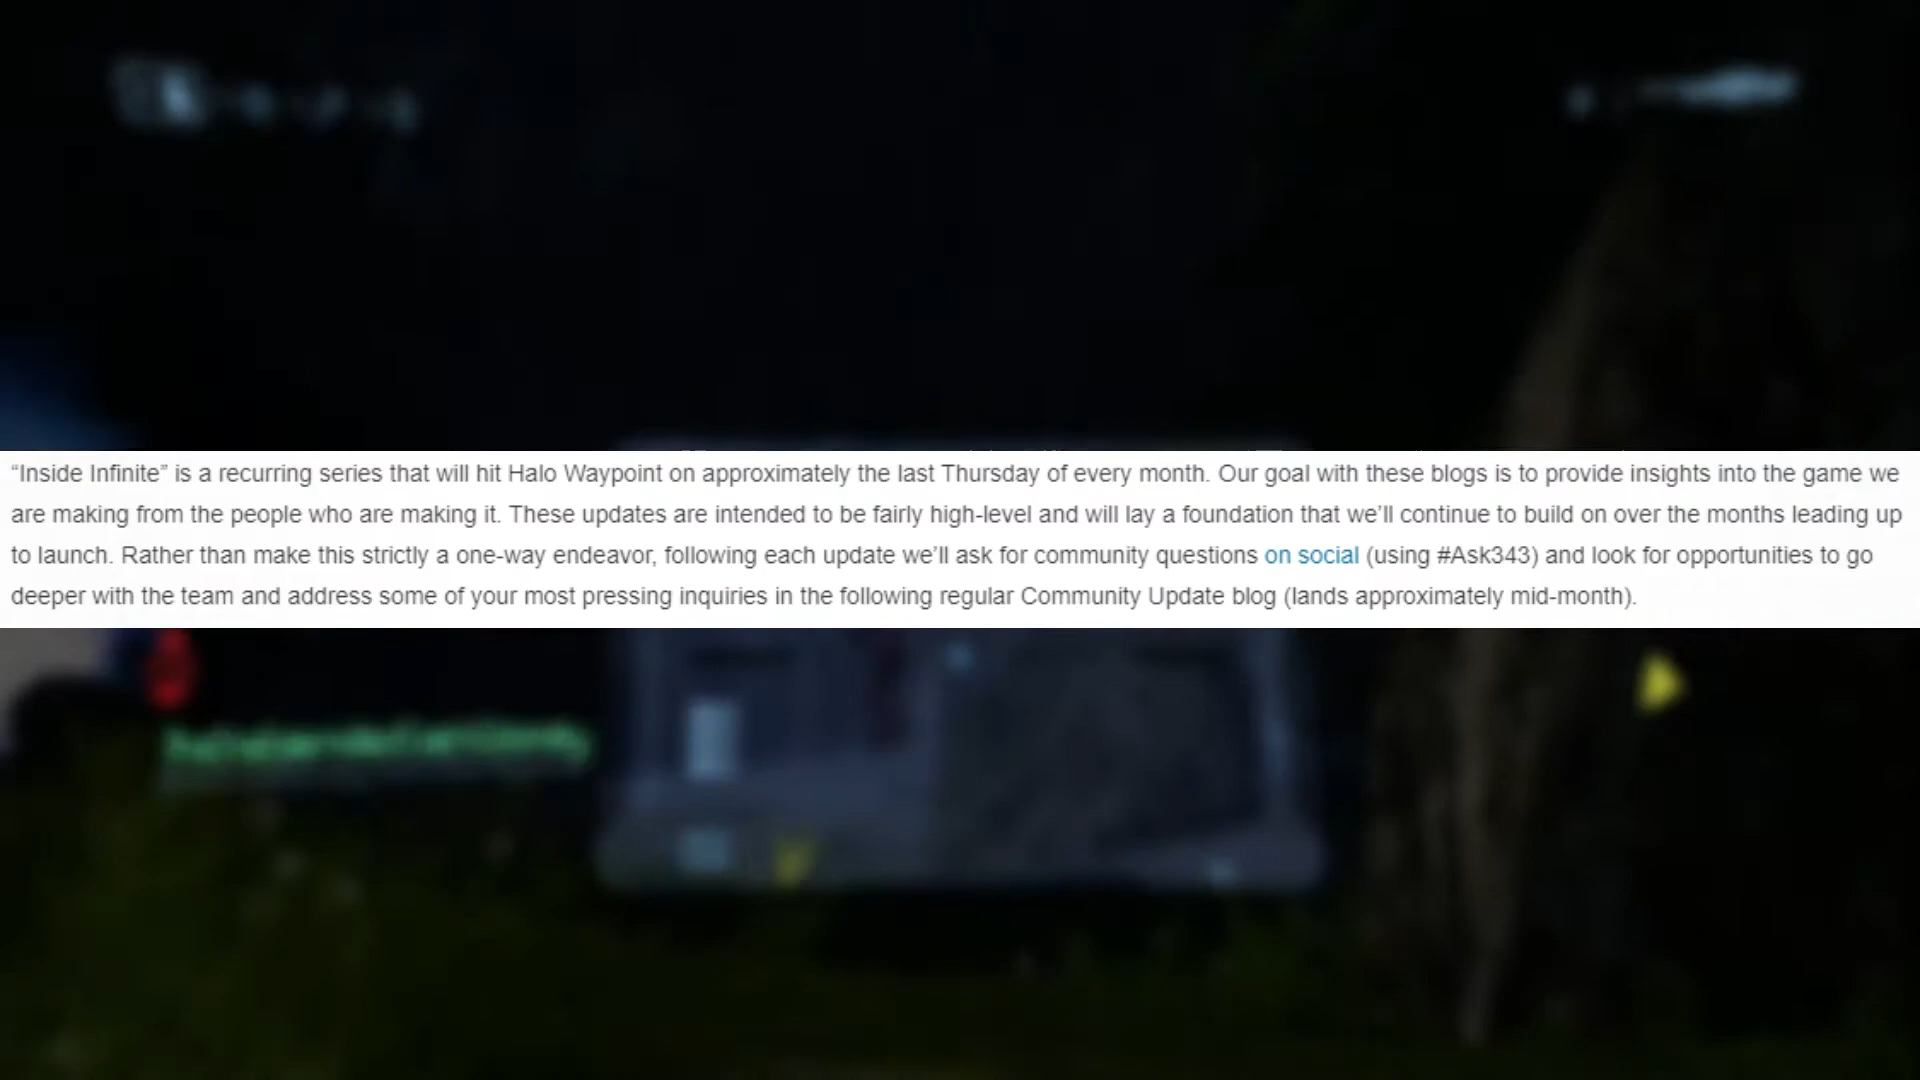 “Inside Infinite” is a recurring series that will hit Halo Waypoint on approximately the last Thursday of every month. Our goal with these blogs is to provide insights into the game we
are making from the people who are making it. These updates are intended to be fairly high-level and will lay a foundation that we’ll continue to build on over the months leading up
to launch. Rather than make this strictly a one-way endeavor, following each update we’ll ask for community questions on social (using #Ask343) and look for opportunities to go
deeper with the team and address some of your most pressing inquiries in the following regular Community Update blog (lands approximately mid-month).